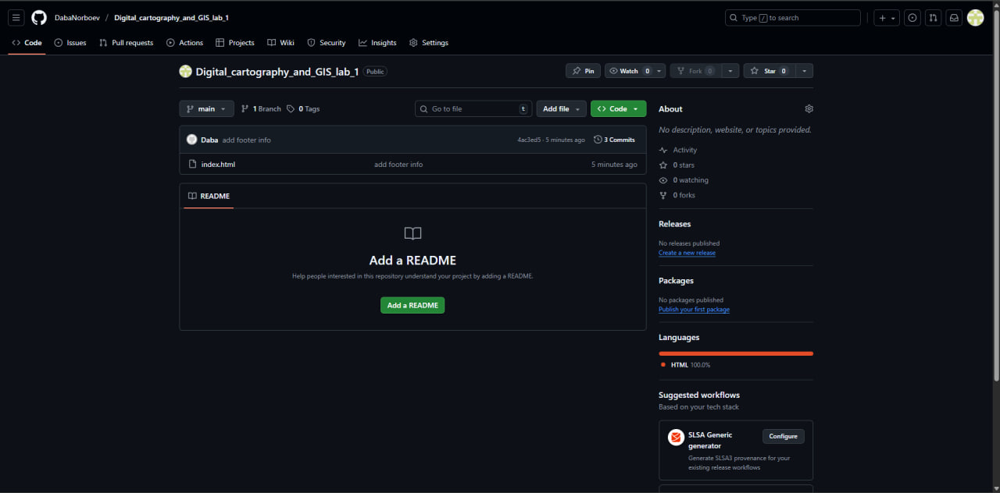 DabaNorboev / Digital_cartography_and_GIS_lab_1
Type / to search
Code Issues Pull requests Actions Projects Wiki Security Insights Settings
Digital_cartography_and_GIS_lab_1 Public
Pin Watch 0 Fork 0 Star 0
main 1 Branch 0 Tags Go to file t Add file Code
Daba add footer info 4ac3ed5 · 5 minutes ago 3 Commits
index.html add footer info 5 minutes ago
README
Add a README
Help people interested in this repository understand your project by adding a README.
Add a README
About
No description, website, or topics provided.
Activity
0 stars
0 watching
0 forks
Releases
No releases published
Create a new release
Packages
No packages published
Publish your first package
Languages
HTML 100.0%
Suggested workflows
Based on your tech stack
SLSA Generic
generator
Configure
Generate SLSA3 provenance for your
existing release workflows